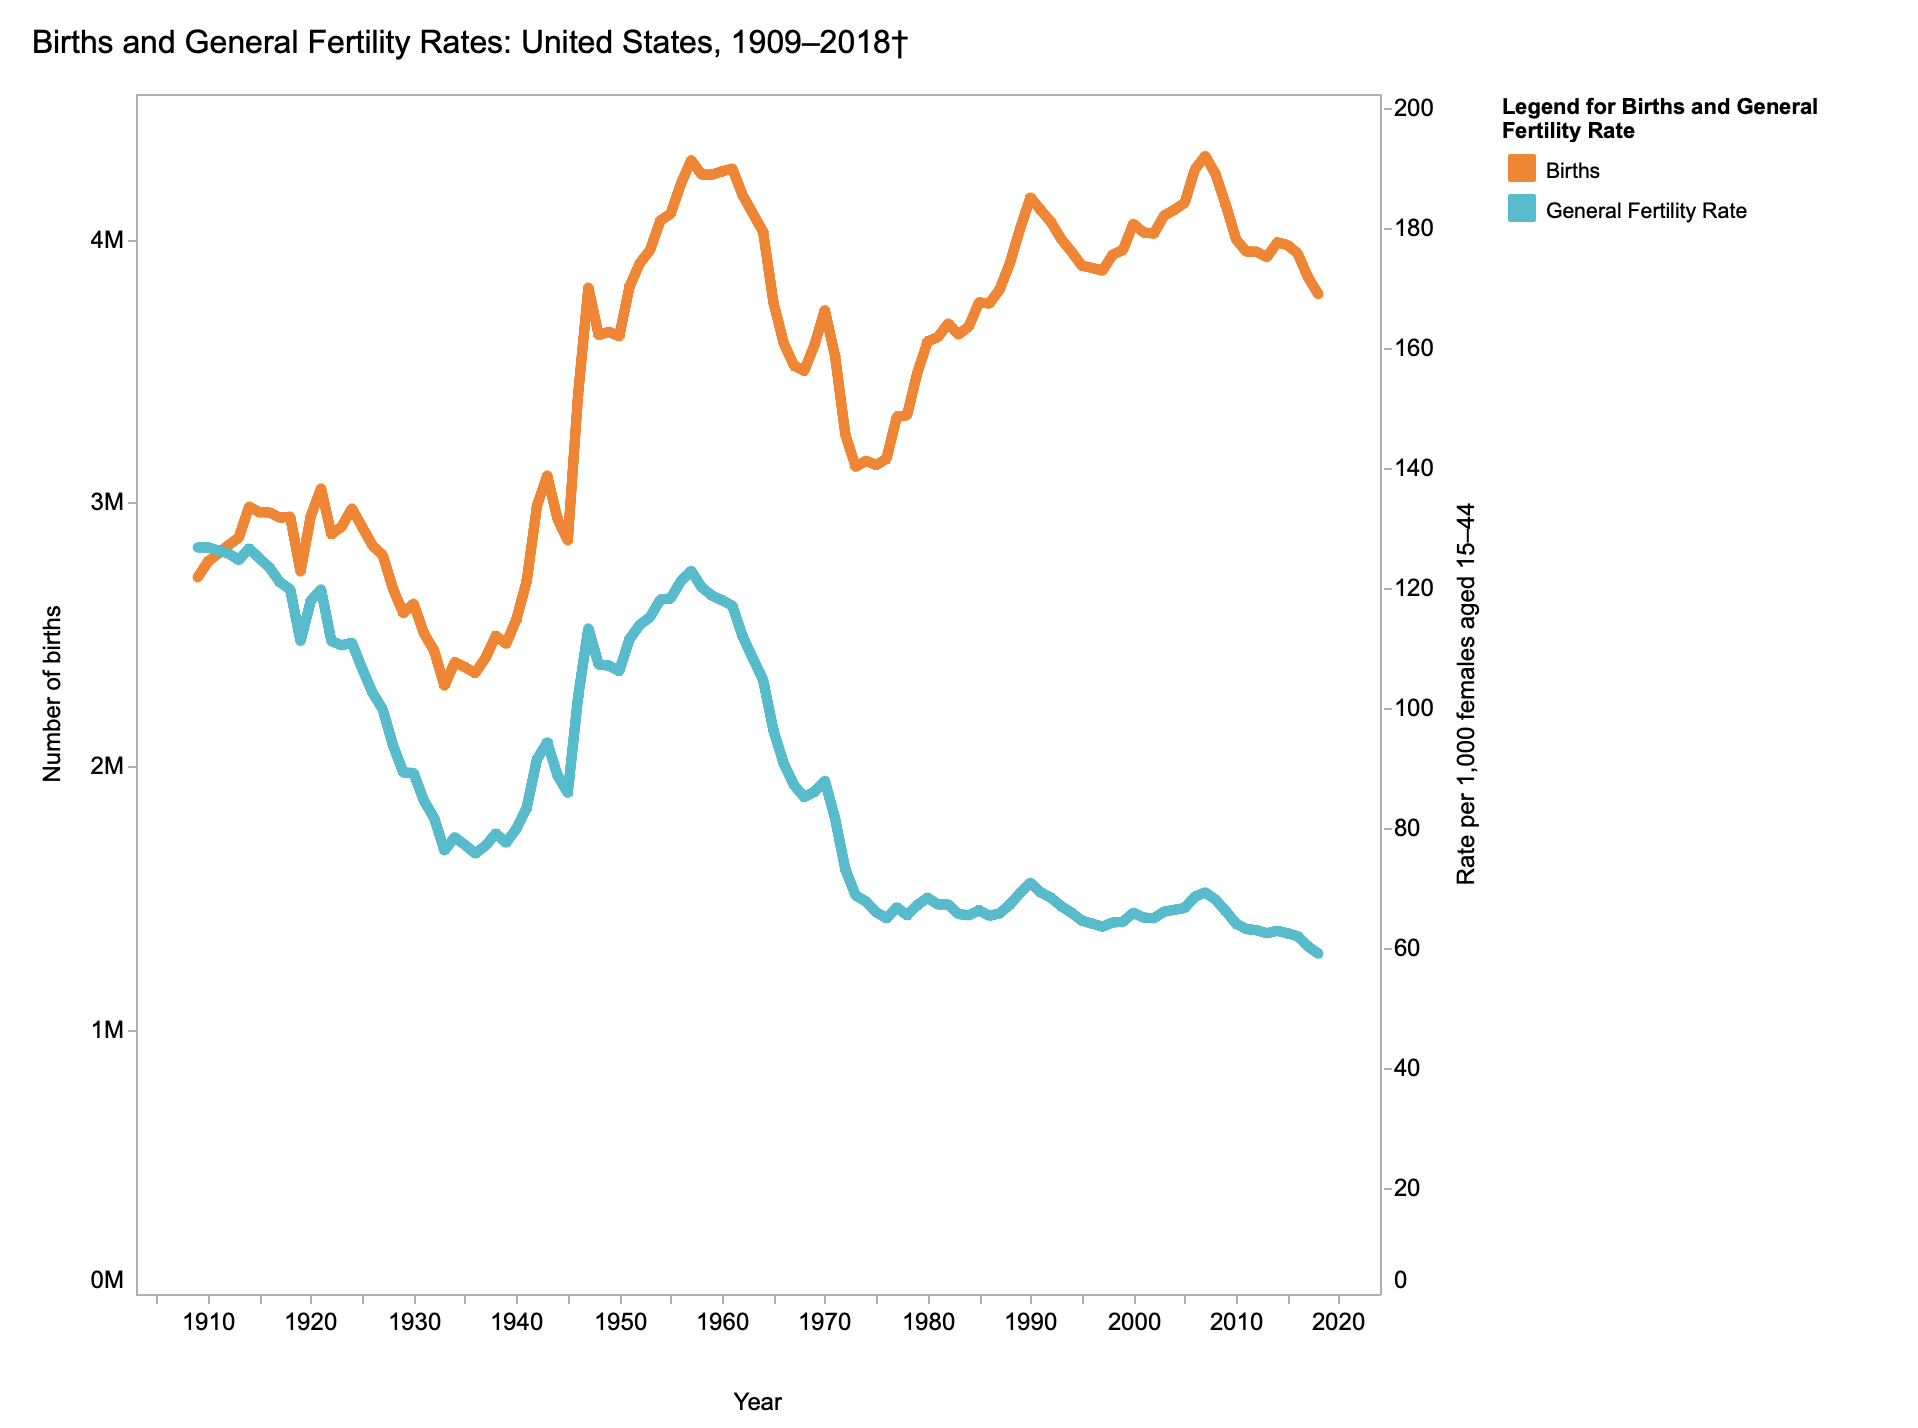 Births and General Fertility Rates: United States, 1909–2018†
Legend for Births and General
Fertility Rate
Births
General Fertility Rate
Number of births
4M
3M
2M
1M
0M
200
180
160
140
120
100
80
60
40
20
0
Rate per 1,000 females aged 15–44
1910 1920 1930 1940 1950 1960 1970 1980 1990 2000 2010 2020
Year